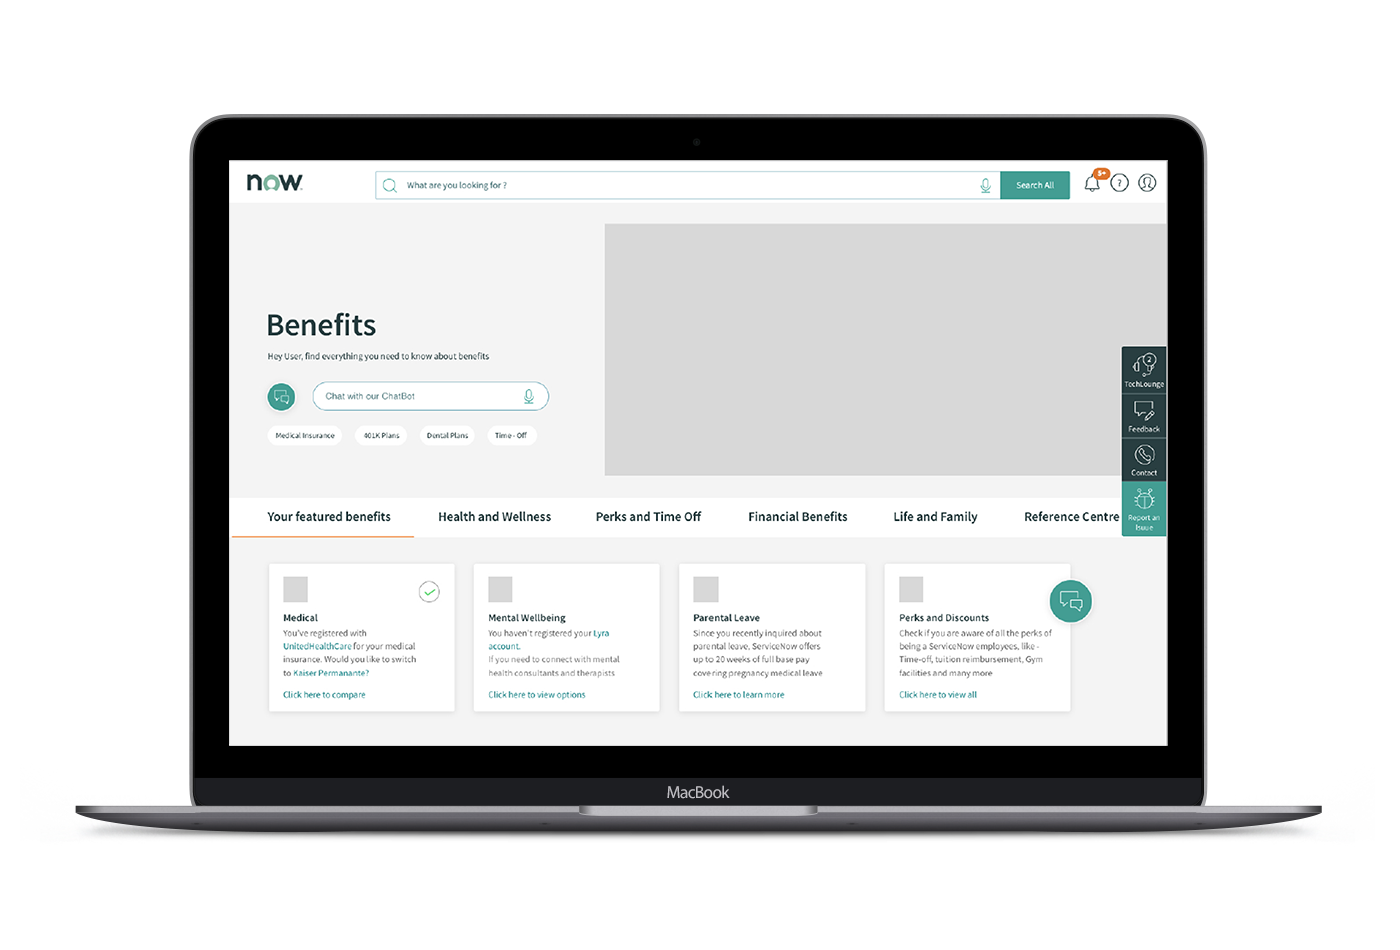 now.
What are you looking for ?
Search All
5+
?
Benefits
Hey User, find everything you need to know about benefits
Chat with our ChatBot
Medical Insurance
401K Plans
Dental Plans
Time - Off
2
TechLounge
Feedback
Contact
Report an
Issue
Your featured benefits
Health and Wellness
Perks and Time Off
Financial Benefits
Life and Family
Reference Centre
Medical
You've registered with
UnitedHealthCare for your medical
insurance. Would you like to switch
to Kaiser Permanante?
Click here to compare
Mental Wellbeing
You haven't registered your Lyra
account.
If you need to connect with mental
health consultants and therapists
Click here to view options
Parental Leave
Since you recently inquired about
parental leave, ServiceNow offers
up to 20 weeks of full base pay
covering pregnancy medical leave
Click here to learn more
Perks and Discounts
Check if you are aware of all the perks of
being a ServiceNow employees, like -
Time-off, tuition reimbursement, Gym
facilities and many more
Click here to view all
MacBook